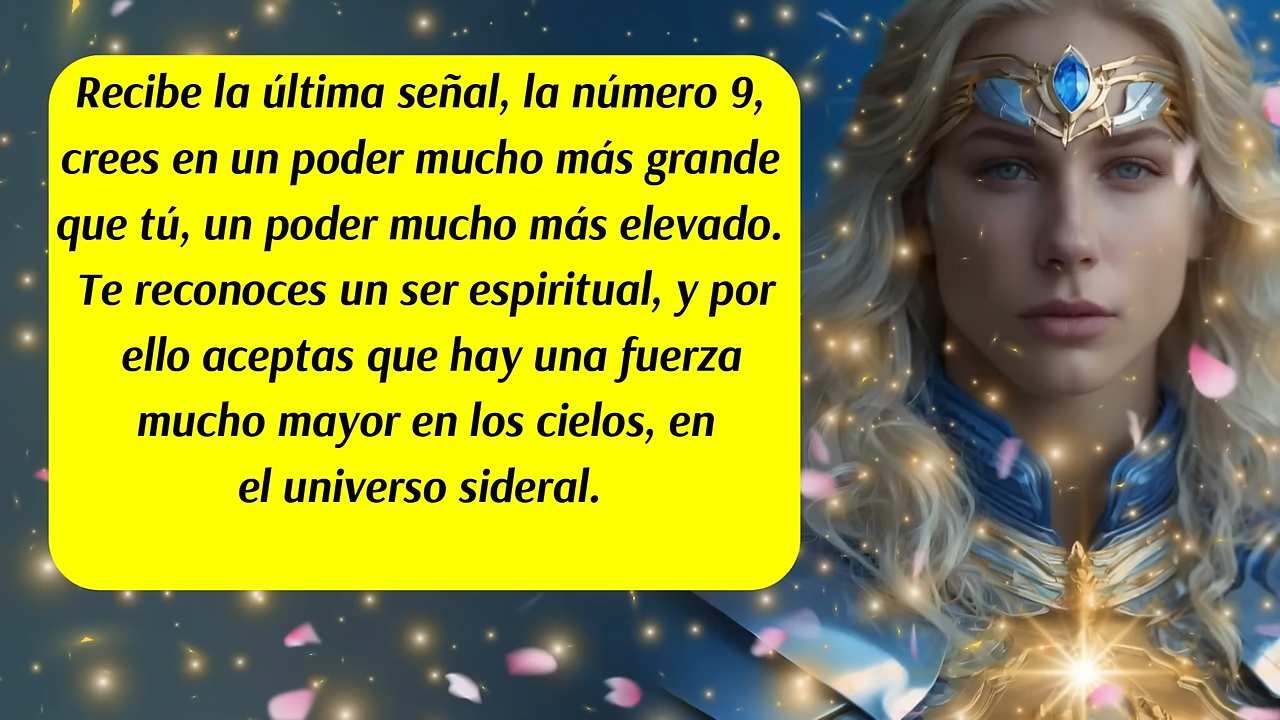 Recibe la última señal, la número 9,
crees en un poder mucho más grande
que tú, un poder mucho más elevado.
Te reconoces un ser espiritual, y por
ello aceptas que hay una fuerza
mucho mayor en los cielos, en
el universo sideral.